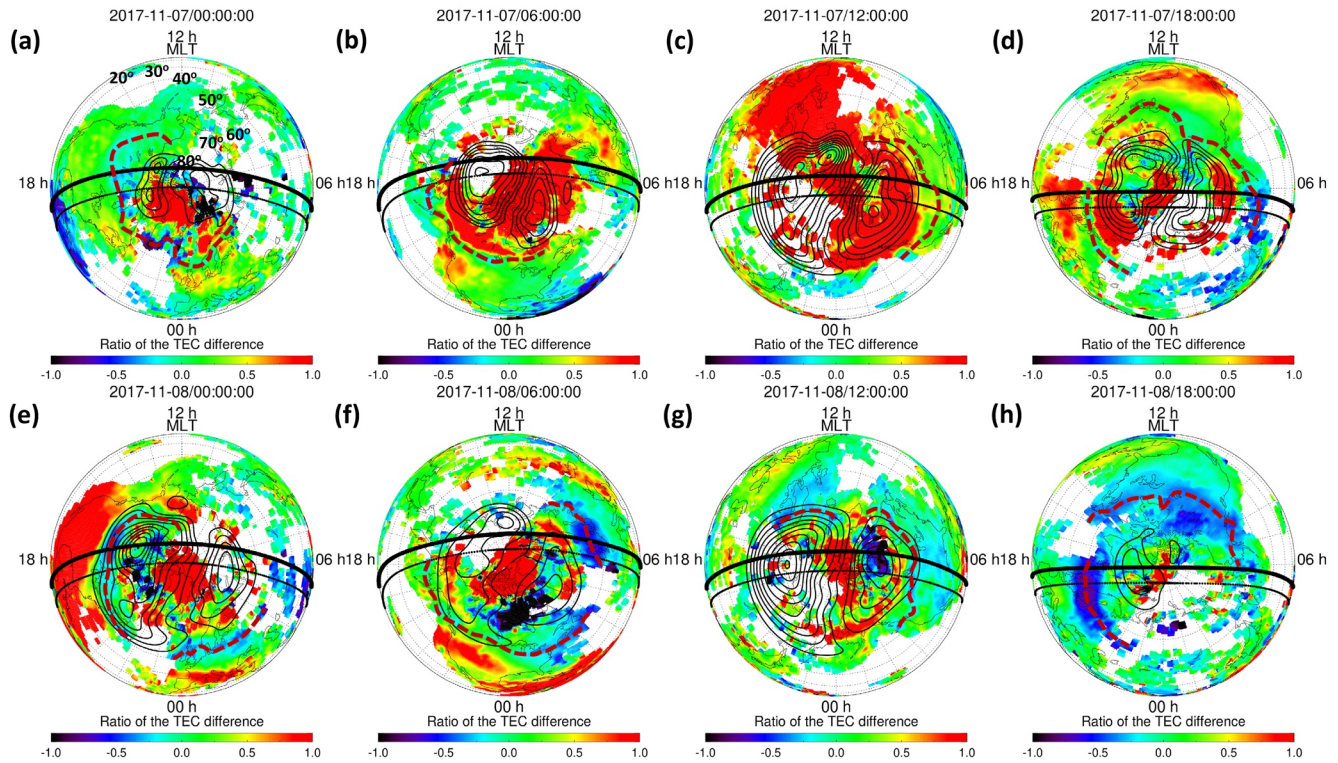 2017-11-07/00:00:00 2017-11-07/06:00:00 2017-11-07/12:00:00 2017-11-07/18:00:00
(a) (b) (c) (d)
12 h 12 h 12 h 12 h
MLT MLT MLT MLT
20º 30º 40º
50º
60º
70º
80º
18 h 06 h 18 h 06 h 18 h 06 h 18 h 06 h
00 h 00 h 00 h 00 h
Ratio of the TEC difference Ratio of the TEC difference Ratio of the TEC difference Ratio of the TEC difference
-1.0 -0.5 0.0 0.5 1.0 -1.0 -0.5 0.0 0.5 1.0 -1.0 -0.5 0.0 0.5 1.0 -1.0 -0.5 0.0 0.5 1.0
2017-11-08/00:00:00 2017-11-08/06:00:00 2017-11-08/12:00:00 2017-11-08/18:00:00
(e) (f) (g) (h)
12 h 12 h 12 h 12 h
MLT MLT MLT MLT
18 h 06 h 18 h 06 h 18 h 06 h 18 h 06 h
00 h 00 h 00 h 00 h
Ratio of the TEC difference Ratio of the TEC difference Ratio of the TEC difference Ratio of the TEC difference
-1.0 -0.5 0.0 0.5 1.0 -1.0 -0.5 0.0 0.5 1.0 -1.0 -0.5 0.0 0.5 1.0 -1.0 -0.5 0.0 0.5 1.0